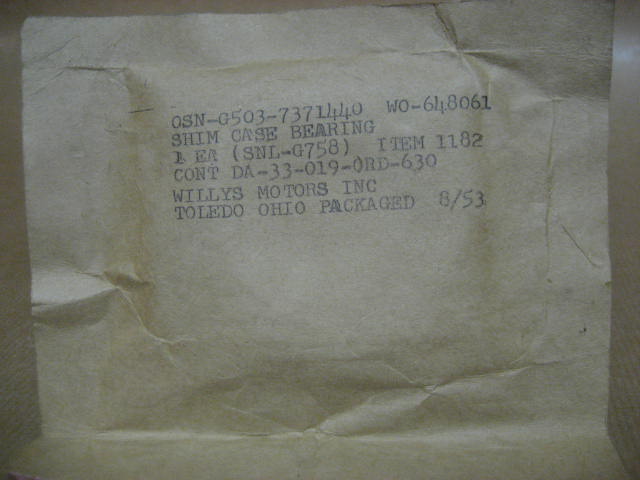 OSN-G503-7371440 WO-648061
SHIM CASE BEARING
1 EA (SNL-G758) ITEM 1182
CONT DA-33-019-ORD-630
WILLYS MOTORS INC
TOLEDO OHIO PACKAGED 8/53